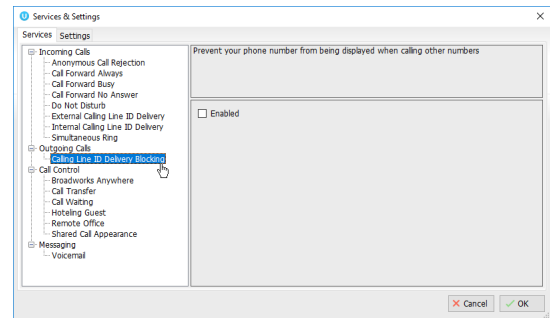 Services & Settings
Services Settings
Incoming Calls
Anonymous Call Rejection
Call Forward Always
Call Forward Busy
Call Forward No Answer
Do Not Disturb
External Calling Line ID Delivery
Internal Calling Line ID Delivery
Simultaneous Ring
Outgoing Calls
Calling Line ID Delivery Blocking
Call Control
Broadworks Anywhere
Call Transfer
Call Waiting
Hoteling Guest
Remote Office
Shared Call Appearance
Messaging
Voicemail
Prevent your phone number from being displayed when calling other numbers
Enabled
Cancel OK